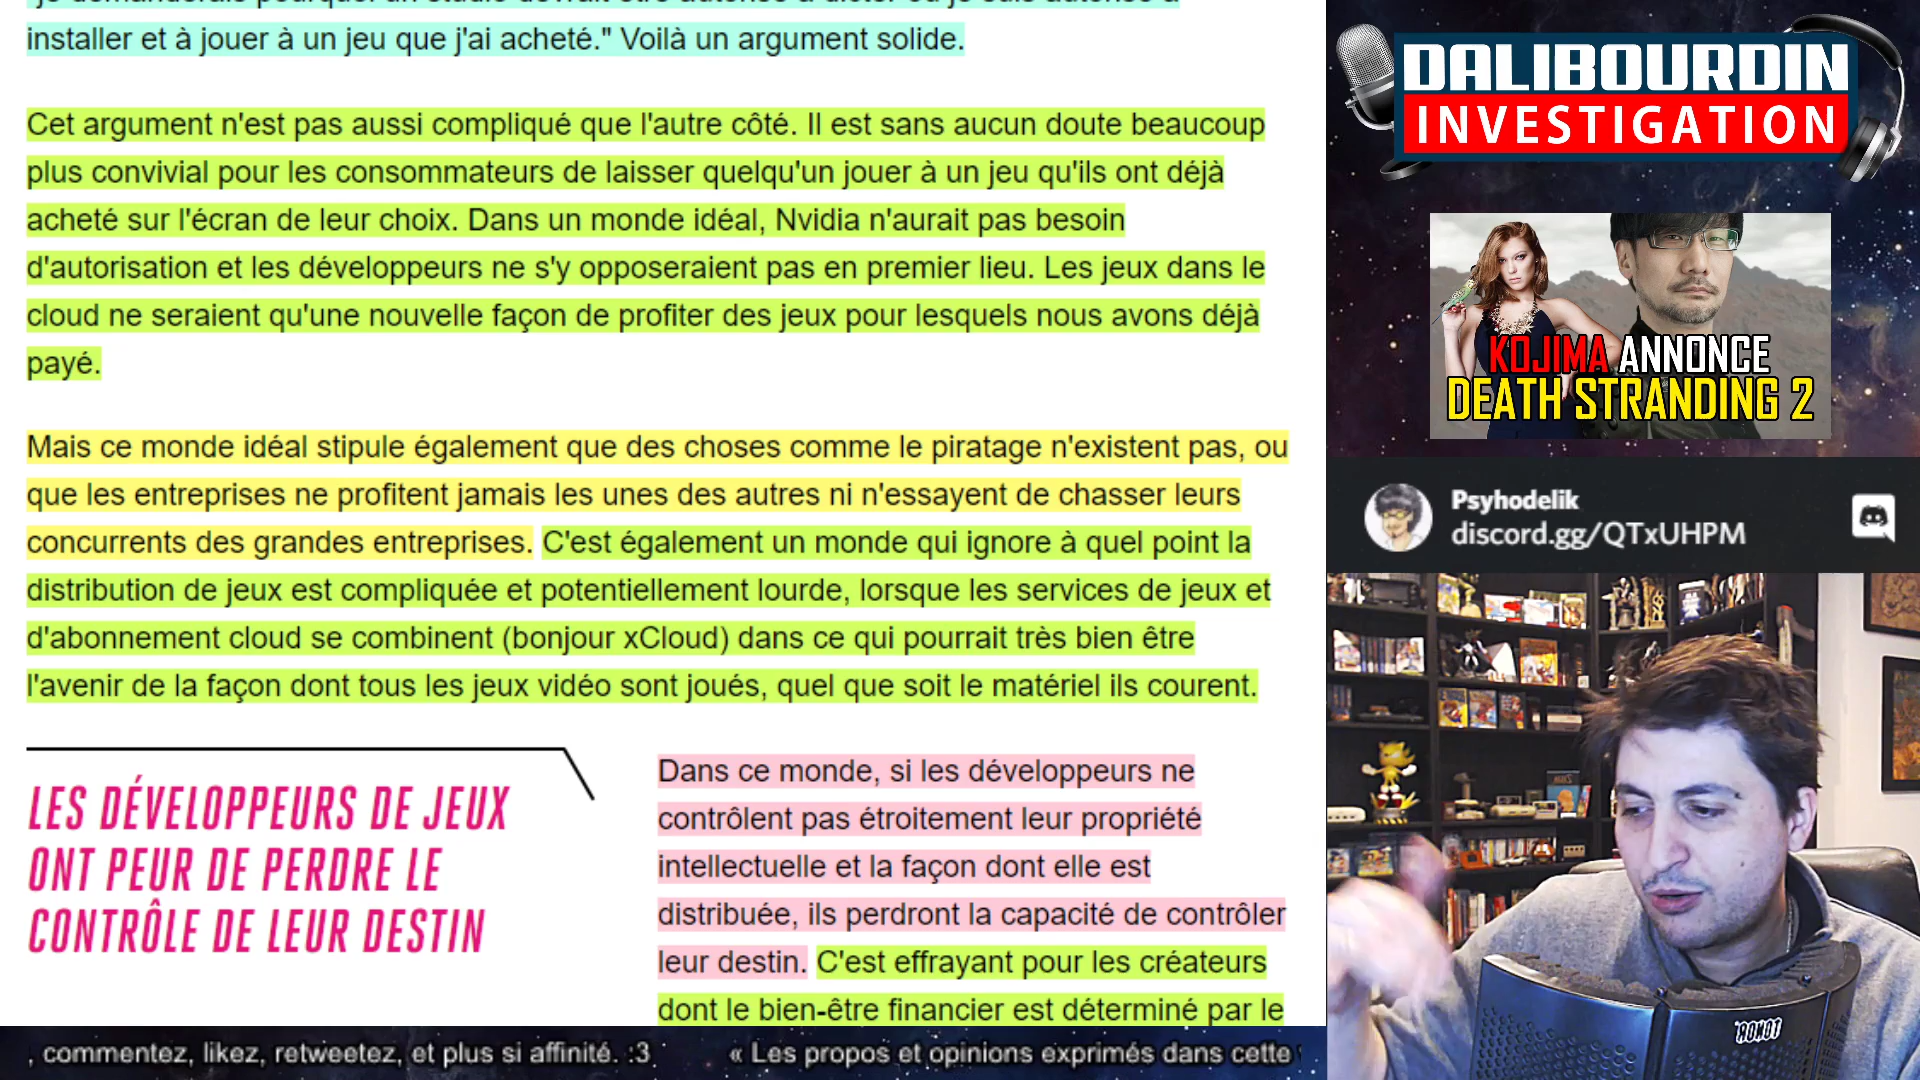 installer et à jouer à un jeu que j'ai acheté." Voilà un argument solide.
Cet argument n'est pas aussi compliqué que l'autre côté. Il est sans aucun doute beaucoup
plus convivial pour les consommateurs de laisser quelqu'un jouer à un jeu qu'ils ont déjà
acheté sur l'écran de leur choix. Dans un monde idéal, Nvidia n'aurait pas besoin
d'autorisation et les développeurs ne s'y opposeraient pas en premier lieu. Les jeux dans le
cloud ne seraient qu'une nouvelle façon de profiter des jeux pour lesquels nous avons déjà
payé.
Mais ce monde idéal stipule également que des choses comme le piratage n'existent pas, ou
que les entreprises ne profitent jamais les unes des autres ni n'essayent de chasser leurs
concurrents des grandes entreprises. C'est également un monde qui ignore à quel point la
distribution de jeux est compliquée et potentiellement lourde, lorsque les services de jeux et
d'abonnement cloud se combinent (bonjour xCloud) dans ce qui pourrait très bien être
l'avenir de la façon dont tous les jeux vidéo sont joués, quel que soit le matériel ils courent.
LES DÉVELOPPEURS DE JEUX
ONT PEUR DE PERDRE LE
CONTRÔLE DE LEUR DESTIN
Dans ce monde, si les développeurs ne
contrôlent pas étroitement leur propriété
intellectuelle et la façon dont elle est
distribuée, ils perdront la capacité de contrôler
leur destin. C'est effrayant pour les créateurs
dont le bien-être financier est déterminé par le
, commentez, likez, retweetez, et plus si affinité. :3
« Les propos et opinions exprimés dans cette
DALIBOURDIN
INVESTIGATION
KOJIMA ANNONCE
DEATH STRANDING 2
Psyhodelik
discord.gg/QTxUHPM